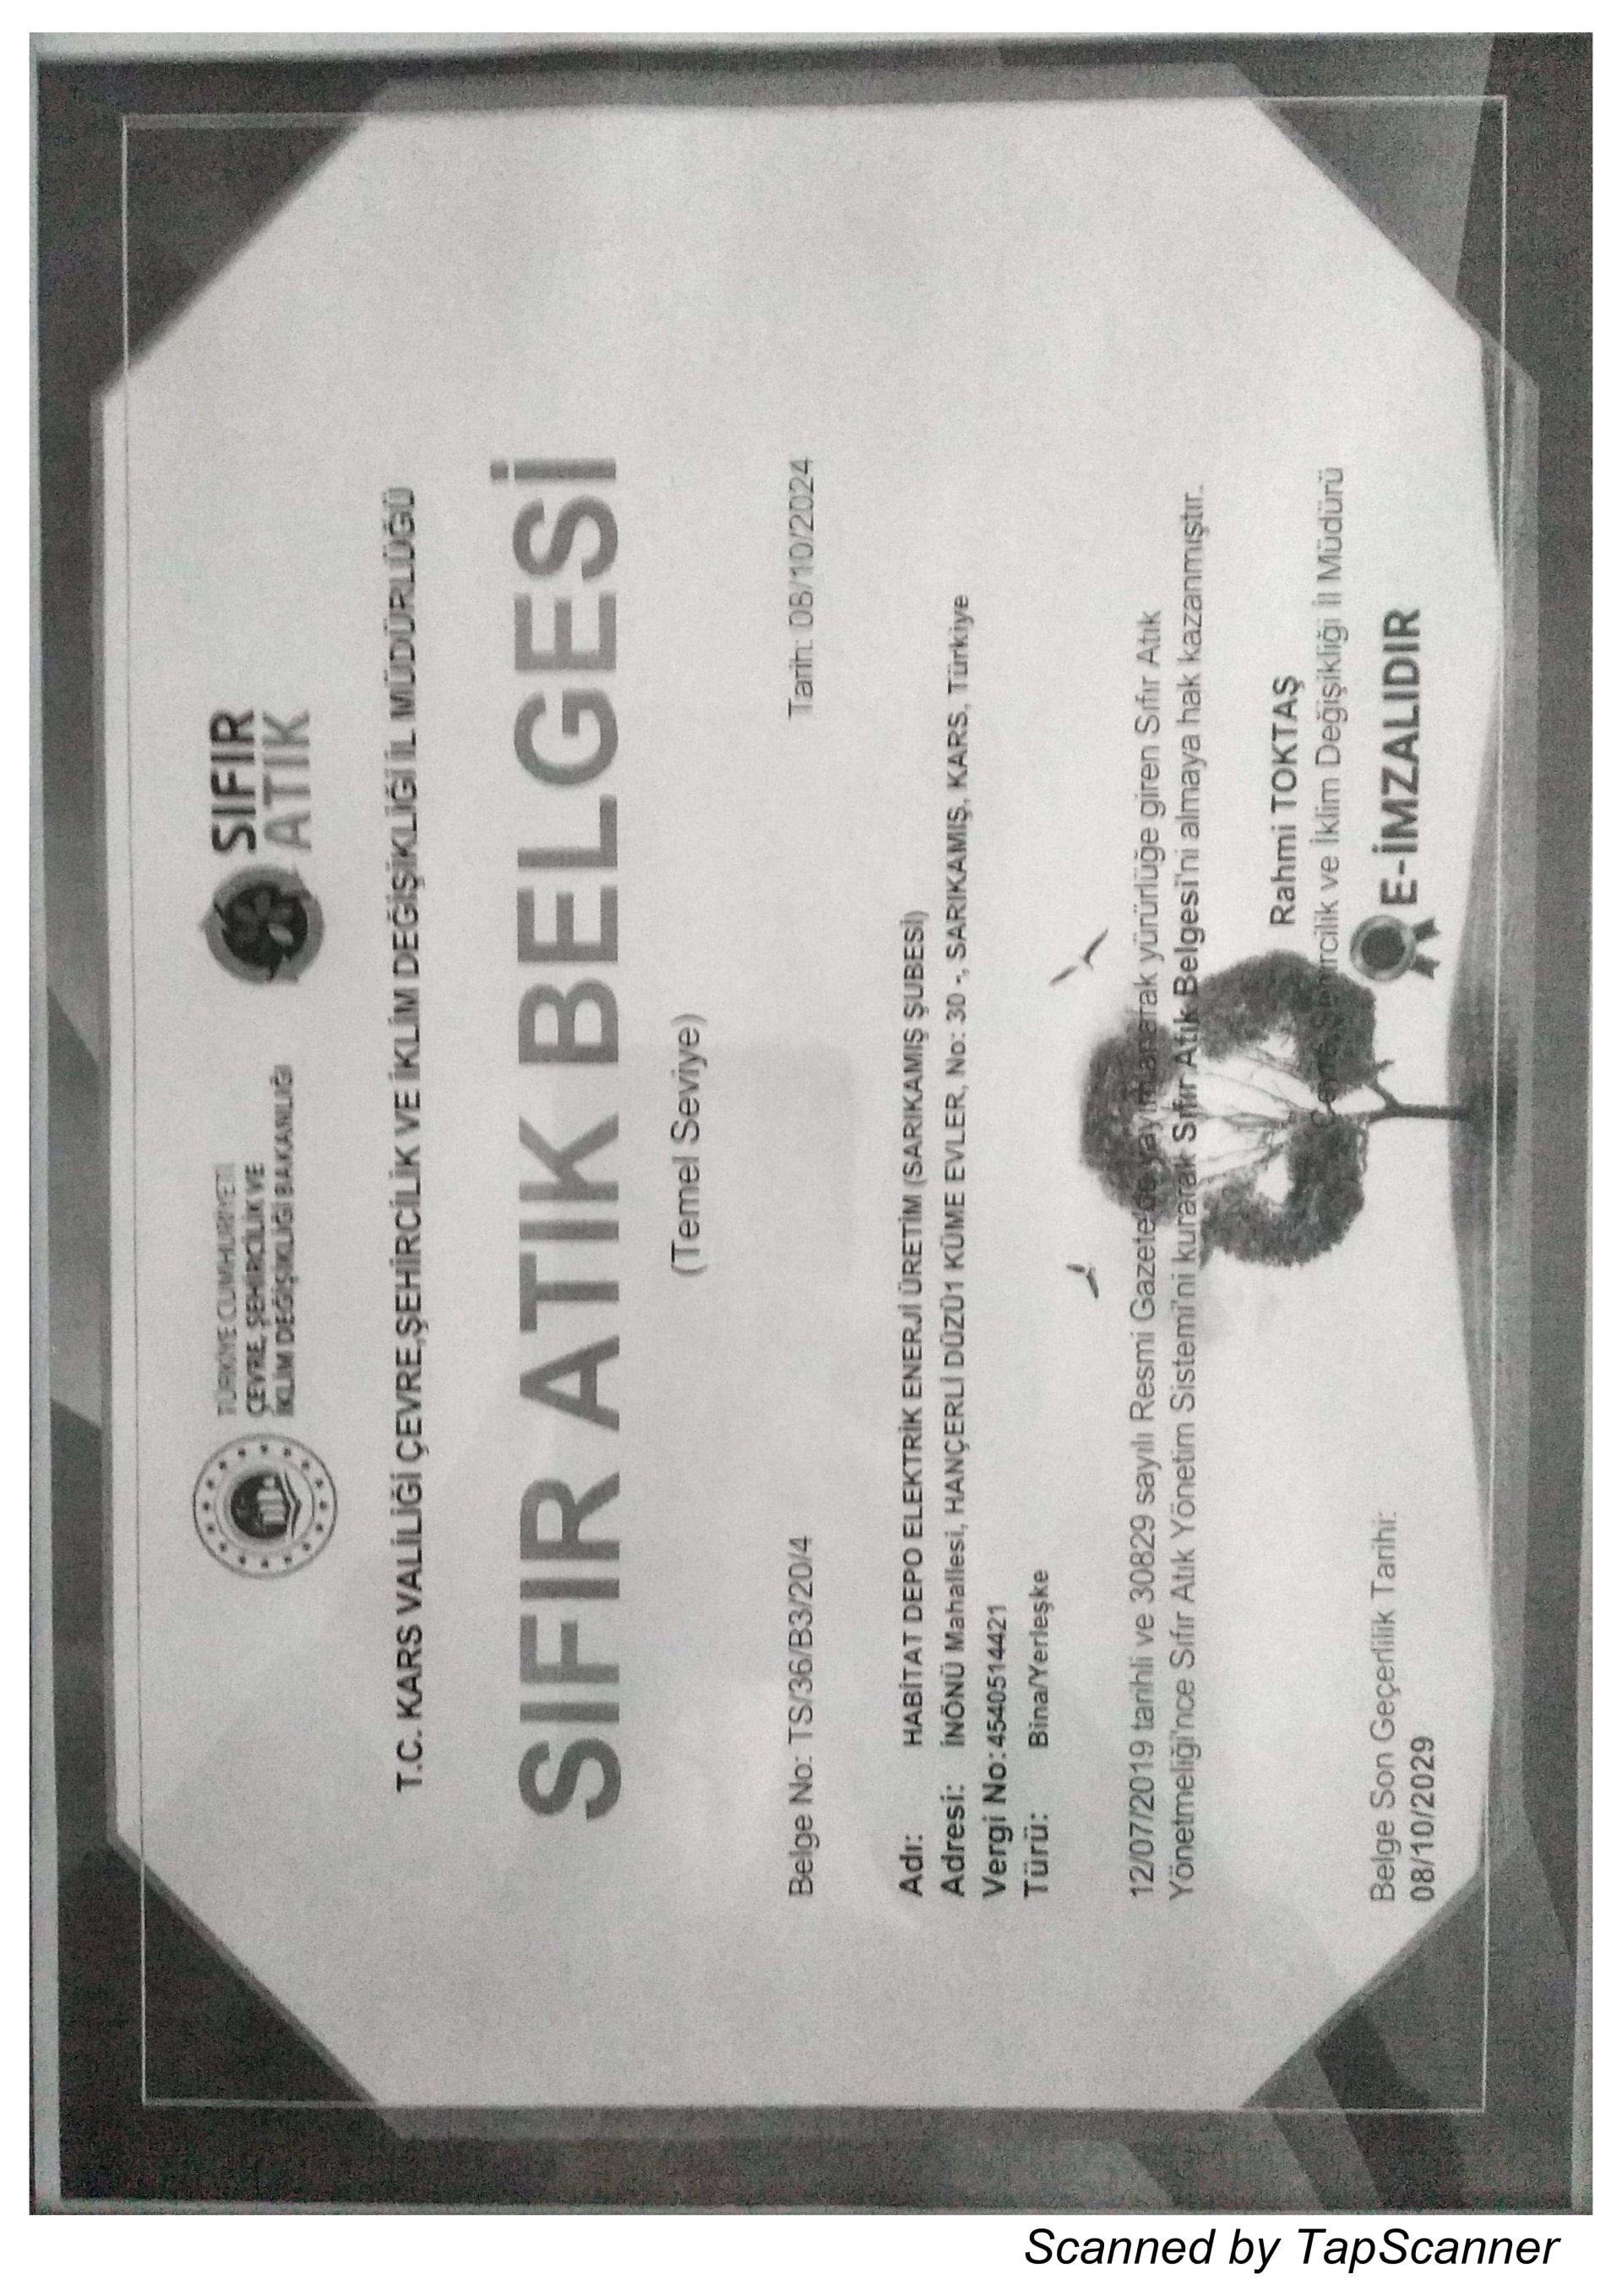 TÜRKİYE CUMHURİYETİ
ÇEVRE, ŞEHİRCİLİK VE
İKLİM DEĞİŞİKLİĞİ BAKANLIĞI
SIFIR
ATIK
T.C. KARS VALİLİĞİ ÇEVRE,ŞEHİRCİLİK VE İKLİM DEĞİŞİKLİĞİ İL MÜDÜRLÜĞÜ
SIFIR ATIK BELGESİ
(Temel Seviye)
Belge No: TS/36/B3/20/4
Tarih: 08/10/2024
Adı: HABİTAT DEPO ELEKTRİK ENERJİ ÜRETİM (SARIKAMIŞ ŞUBESİ)
Adresi: İNÖNÜ Mahallesi, HANÇERLİ DÜZÜ1 KÜME EVLER, No: 30 -, SARIKAMIŞ, KARS, Türkiye
Vergi No:4540514421
Türü: Bina/Yerleşke
12/07/2019 tarihli ve 30829 sayılı Resmi Gazete'de yayımlanarak yürürlüğe giren Sıfır Atık
Yönetmeliği'nce Sıfır Atık Yönetim Sistemi'ni kurarak Sıfır Atık Belgesi'ni almaya hak kazanmıştır.
Rahmi TOKTAŞ
Çevre, Şehircilik ve İklim Değişikliği İl Müdürü
E-İMZALIDIR
Belge Son Geçerlilik Tarihi:
08/10/2029
Scanned by TapScanner